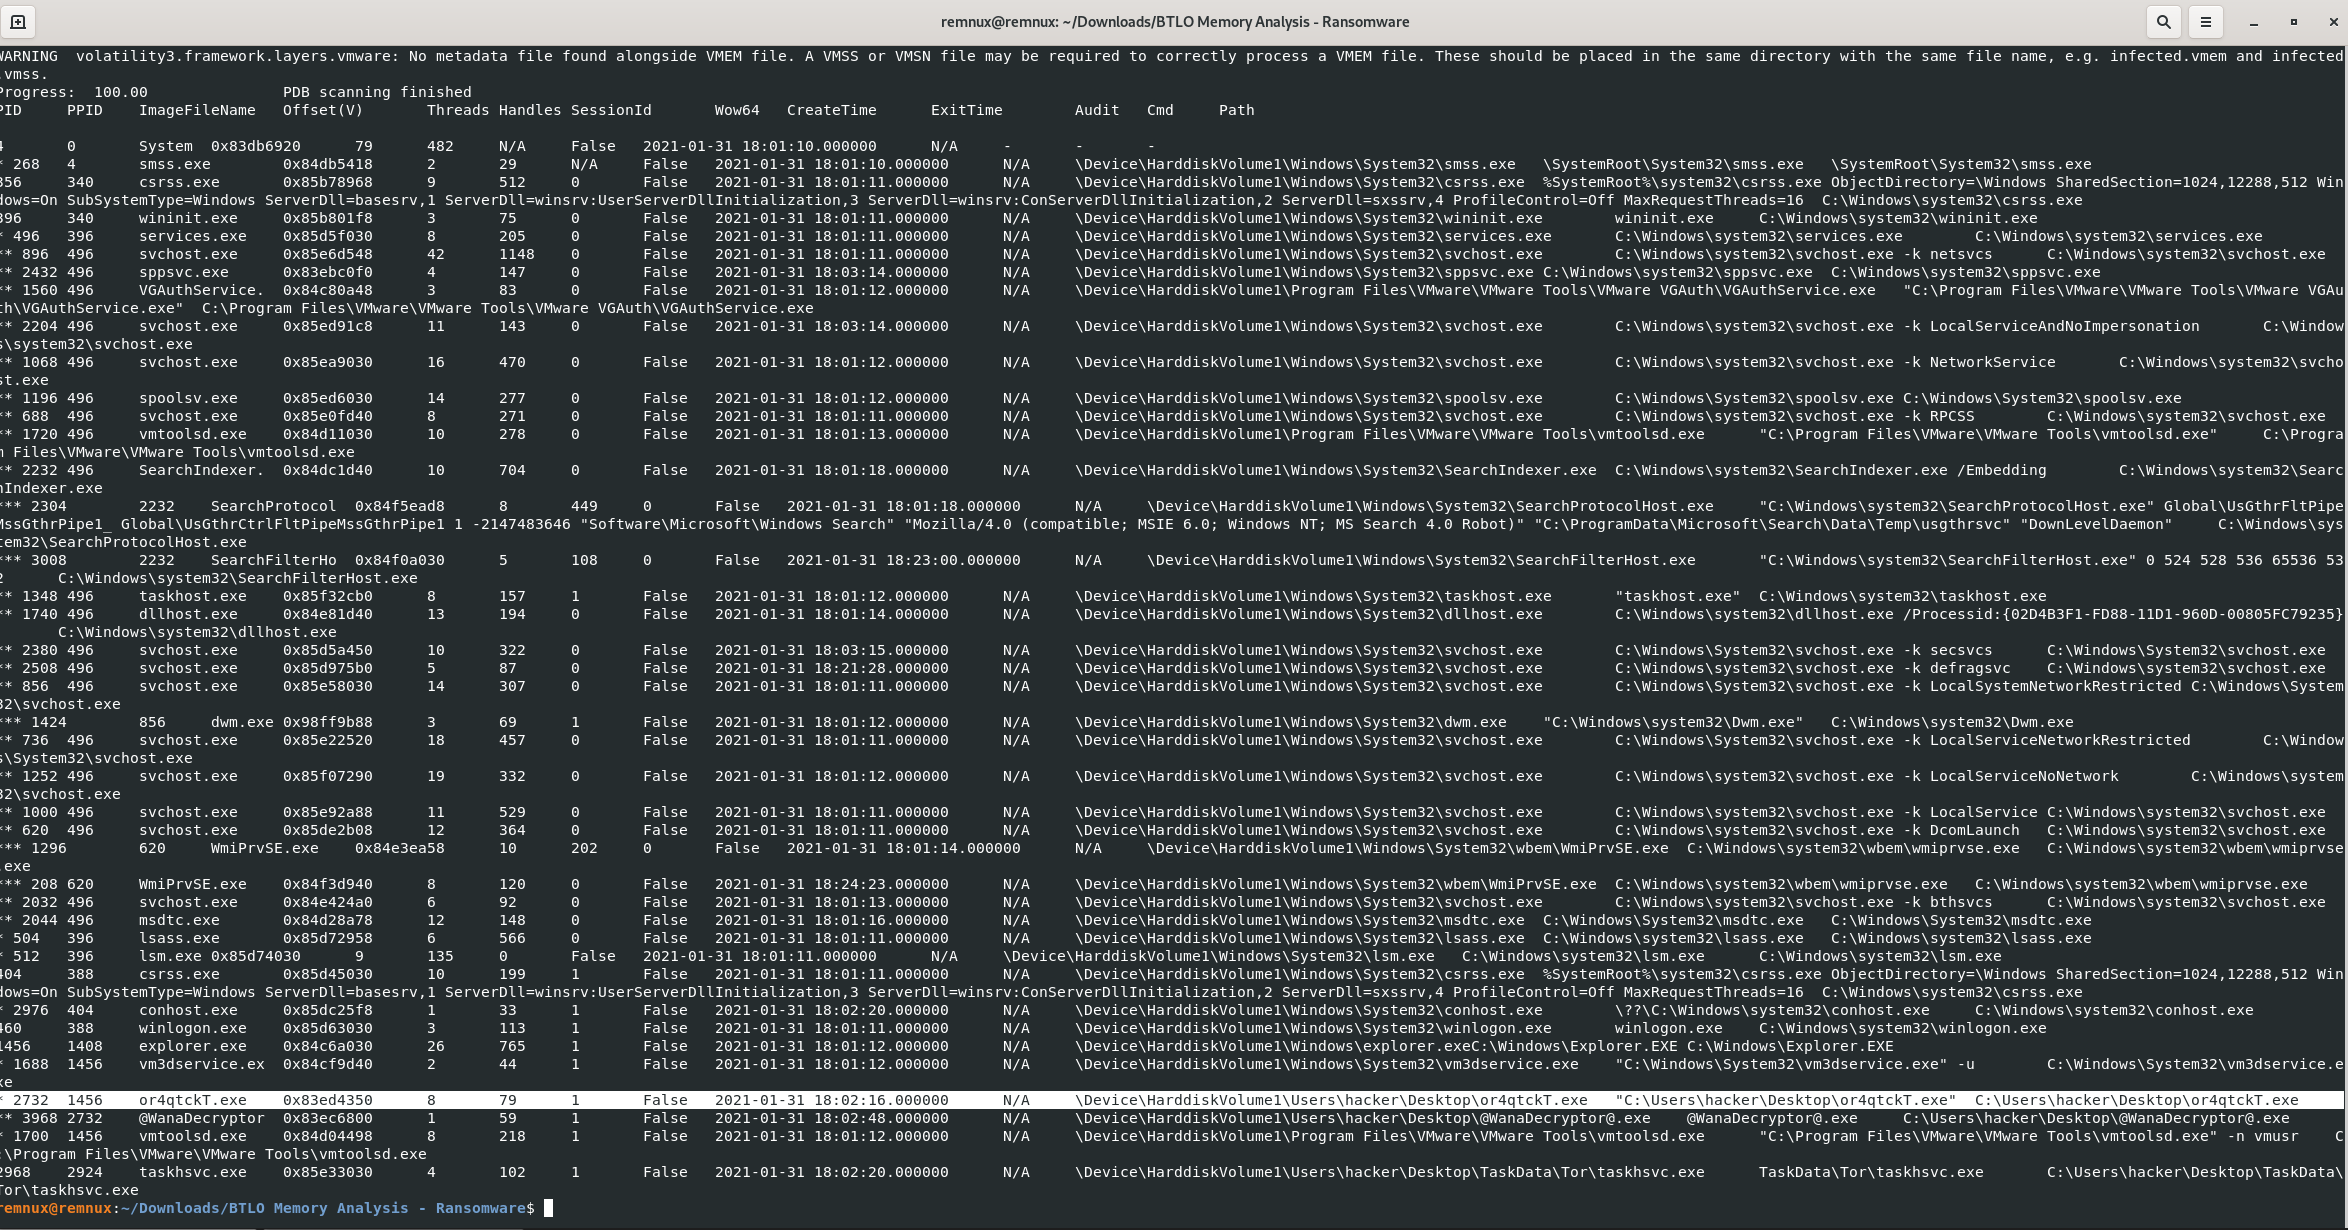 remnux@remnux: ~/Downloads/BTLO Memory Analysis - Ransomware
WARNING  volatility3.framework.layers.vmware: No metadata file found alongside VMEM file. A VMSS or VMSN file may be required to correctly process a VMEM file. These should be placed in the same directory with the same file name, e.g. infected.vmem and infected
.vmss.
Progress:  100.00               PDB scanning finished
PID     PPID    ImageFileName   Offset(V)       Threads Handles SessionId       Wow64   CreateTime      ExitTime        Audit   Cmd     Path
4       0       System  0x83db6920      79      482     N/A     False   2021-01-31 18:01:10.000000      N/A     -       -       -
* 268   4       smss.exe        0x84db5418      2       29      N/A     False   2021-01-31 18:01:10.000000      N/A     \Device\HarddiskVolume1\Windows\System32\smss.exe   \SystemRoot\System32\smss.exe   \SystemRoot\System32\smss.exe
356     340     csrss.exe       0x85b78968      9       512     0       False   2021-01-31 18:01:11.000000      N/A     \Device\HarddiskVolume1\Windows\System32\csrss.exe  %SystemRoot%\system32\csrss.exe ObjectDirectory=\Windows SharedSection=1024,12288,512 Win
dows=On SubSystemType=Windows ServerDll=basesrv,1 ServerDll=winsrv:UserServerDllInitialization,3 ServerDll=winsrv:ConServerDllInitialization,2 ServerDll=sxssrv,4 ProfileControl=Off MaxRequestThreads=16  C:\Windows\system32\csrss.exe
396     340     wininit.exe     0x85b801f8      3       75      0       False   2021-01-31 18:01:11.000000      N/A     \Device\HarddiskVolume1\Windows\System32\wininit.exe        wininit.exe     C:\Windows\system32\wininit.exe
* 496   396     services.exe    0x85d5f030      8       205     0       False   2021-01-31 18:01:11.000000      N/A     \Device\HarddiskVolume1\Windows\System32\services.exe       C:\Windows\system32\services.exe        C:\Windows\system32\services.exe
** 896  496     svchost.exe     0x85e6d548      42      1148    0       False   2021-01-31 18:01:11.000000      N/A     \Device\HarddiskVolume1\Windows\System32\svchost.exe        C:\Windows\system32\svchost.exe -k netsvcs      C:\Windows\system32\svchost.exe
** 2432 496     sppsvc.exe      0x83ebc0f0      4       147     0       False   2021-01-31 18:03:14.000000      N/A     \Device\HarddiskVolume1\Windows\System32\sppsvc.exe C:\Windows\system32\sppsvc.exe  C:\Windows\system32\sppsvc.exe
** 1560 496     VGAuthService.  0x84c80a48      3       83      0       False   2021-01-31 18:01:12.000000      N/A     \Device\HarddiskVolume1\Program Files\VMware\VMware Tools\VMware VGAuth\VGAuthService.exe   "C:\Program Files\VMware\VMware Tools\VMware VGAu
th\VGAuthService.exe"  C:\Program Files\VMware\VMware Tools\VMware VGAuth\VGAuthService.exe
** 2204 496     svchost.exe     0x85ed91c8      11      143     0       False   2021-01-31 18:03:14.000000      N/A     \Device\HarddiskVolume1\Windows\System32\svchost.exe        C:\Windows\system32\svchost.exe -k LocalServiceAndNoImpersonation       C:\Window
s\system32\svchost.exe
** 1068 496     svchost.exe     0x85ea9030      16      470     0       False   2021-01-31 18:01:12.000000      N/A     \Device\HarddiskVolume1\Windows\System32\svchost.exe        C:\Windows\system32\svchost.exe -k NetworkService       C:\Windows\system32\svcho
st.exe
** 1196 496     spoolsv.exe     0x85ed6030      14      277     0       False   2021-01-31 18:01:12.000000      N/A     \Device\HarddiskVolume1\Windows\System32\spoolsv.exe        C:\Windows\System32\spoolsv.exe C:\Windows\System32\spoolsv.exe
** 688  496     svchost.exe     0x85e0fd40      8       271     0       False   2021-01-31 18:01:11.000000      N/A     \Device\HarddiskVolume1\Windows\System32\svchost.exe        C:\Windows\system32\svchost.exe -k RPCSS        C:\Windows\system32\svchost.exe
** 1720 496     vmtoolsd.exe    0x84d11030      10      278     0       False   2021-01-31 18:01:13.000000      N/A     \Device\HarddiskVolume1\Program Files\VMware\VMware Tools\vmtoolsd.exe      "C:\Program Files\VMware\VMware Tools\vmtoolsd.exe"     C:\Progra
m Files\VMware\VMware Tools\vmtoolsd.exe
** 2232 496     SearchIndexer.  0x84dc1d40      10      704     0       False   2021-01-31 18:01:18.000000      N/A     \Device\HarddiskVolume1\Windows\System32\SearchIndexer.exe  C:\Windows\system32\SearchIndexer.exe /Embedding        C:\Windows\system32\Searc
hIndexer.exe
*** 2304        2232    SearchProtocol  0x84f5ead8      8       449     0       False   2021-01-31 18:01:18.000000      N/A     \Device\HarddiskVolume1\Windows\System32\SearchProtocolHost.exe     "C:\Windows\system32\SearchProtocolHost.exe" Global\UsGthrFltPipe
MssGthrPipe1_ Global\UsGthrCtrlFltPipeMssGthrPipe1 1 -2147483646 "Software\Microsoft\Windows Search" "Mozilla/4.0 (compatible; MSIE 6.0; Windows NT; MS Search 4.0 Robot)" "C:\ProgramData\Microsoft\Search\Data\Temp\usgthrsvc" "DownLevelDaemon"     C:\Windows\sys
tem32\SearchProtocolHost.exe
*** 3008        2232    SearchFilterHo  0x84f0a030      5       108     0       False   2021-01-31 18:23:00.000000      N/A     \Device\HarddiskVolume1\Windows\System32\SearchFilterHost.exe       "C:\Windows\system32\SearchFilterHost.exe" 0 524 528 536 65536 53
2      C:\Windows\system32\SearchFilterHost.exe
** 1348 496     taskhost.exe    0x85f32cb0      8       157     1       False   2021-01-31 18:01:12.000000      N/A     \Device\HarddiskVolume1\Windows\System32\taskhost.exe       "taskhost.exe"  C:\Windows\system32\taskhost.exe
** 1740 496     dllhost.exe     0x84e81d40      13      194     0       False   2021-01-31 18:01:14.000000      N/A     \Device\HarddiskVolume1\Windows\System32\dllhost.exe        C:\Windows\system32\dllhost.exe /Processid:{02D4B3F1-FD88-11D1-960D-00805FC79235}
C:\Windows\system32\dllhost.exe
** 2380 496     svchost.exe     0x85d5a450      10      322     0       False   2021-01-31 18:03:15.000000      N/A     \Device\HarddiskVolume1\Windows\System32\svchost.exe        C:\Windows\System32\svchost.exe -k secsvcs      C:\Windows\System32\svchost.exe
** 2508 496     svchost.exe     0x85d975b0      5       87      0       False   2021-01-31 18:21:28.000000      N/A     \Device\HarddiskVolume1\Windows\System32\svchost.exe        C:\Windows\system32\svchost.exe -k defragsvc    C:\Windows\system32\svchost.exe
** 856  496     svchost.exe     0x85e58030      14      307     0       False   2021-01-31 18:01:11.000000      N/A     \Device\HarddiskVolume1\Windows\System32\svchost.exe        C:\Windows\System32\svchost.exe -k LocalSystemNetworkRestricted C:\Windows\System
32\svchost.exe
*** 1424        856     dwm.exe 0x98ff9b88      3       69      1       False   2021-01-31 18:01:12.000000      N/A     \Device\HarddiskVolume1\Windows\System32\dwm.exe    "C:\Windows\system32\Dwm.exe"   C:\Windows\system32\Dwm.exe
** 736  496     svchost.exe     0x85e22520      18      457     0       False   2021-01-31 18:01:11.000000      N/A     \Device\HarddiskVolume1\Windows\System32\svchost.exe        C:\Windows\System32\svchost.exe -k LocalServiceNetworkRestricted        C:\Window
s\System32\svchost.exe
** 1252 496     svchost.exe     0x85f07290      19      332     0       False   2021-01-31 18:01:12.000000      N/A     \Device\HarddiskVolume1\Windows\System32\svchost.exe        C:\Windows\system32\svchost.exe -k LocalServiceNoNetwork        C:\Windows\system
32\svchost.exe
** 1000 496     svchost.exe     0x85e92a88      11      529     0       False   2021-01-31 18:01:11.000000      N/A     \Device\HarddiskVolume1\Windows\System32\svchost.exe        C:\Windows\system32\svchost.exe -k LocalService C:\Windows\system32\svchost.exe
** 620  496     svchost.exe     0x85de2b08      12      364     0       False   2021-01-31 18:01:11.000000      N/A     \Device\HarddiskVolume1\Windows\System32\svchost.exe        C:\Windows\system32\svchost.exe -k DcomLaunch   C:\Windows\system32\svchost.exe
*** 1296        620     WmiPrvSE.exe    0x84e3ea58      10      202     0       False   2021-01-31 18:01:14.000000      N/A     \Device\HarddiskVolume1\Windows\System32\wbem\WmiPrvSE.exe  C:\Windows\system32\wbem\wmiprvse.exe   C:\Windows\system32\wbem\wmiprvse
.exe
*** 208 620     WmiPrvSE.exe    0x84f3d940      8       120     0       False   2021-01-31 18:24:23.000000      N/A     \Device\HarddiskVolume1\Windows\System32\wbem\WmiPrvSE.exe  C:\Windows\system32\wbem\wmiprvse.exe   C:\Windows\system32\wbem\wmiprvse.exe
** 2032 496     svchost.exe     0x84e424a0      6       92      0       False   2021-01-31 18:01:13.000000      N/A     \Device\HarddiskVolume1\Windows\System32\svchost.exe        C:\Windows\system32\svchost.exe -k bthsvcs      C:\Windows\system32\svchost.exe
** 2044 496     msdtc.exe       0x84d28a78      12      148     0       False   2021-01-31 18:01:16.000000      N/A     \Device\HarddiskVolume1\Windows\System32\msdtc.exe  C:\Windows\System32\msdtc.exe   C:\Windows\System32\msdtc.exe
* 504   396     lsass.exe       0x85d72958      6       566     0       False   2021-01-31 18:01:11.000000      N/A     \Device\HarddiskVolume1\Windows\System32\lsass.exe  C:\Windows\system32\lsass.exe   C:\Windows\system32\lsass.exe
* 512   396     lsm.exe 0x85d74030      9       135     0       False   2021-01-31 18:01:11.000000      N/A     \Device\HarddiskVolume1\Windows\System32\lsm.exe   C:\Windows\system32\lsm.exe      C:\Windows\system32\lsm.exe
404     388     csrss.exe       0x85d45030      10      199     1       False   2021-01-31 18:01:11.000000      N/A     \Device\HarddiskVolume1\Windows\System32\csrss.exe  %SystemRoot%\system32\csrss.exe ObjectDirectory=\Windows SharedSection=1024,12288,512 Win
dows=On SubSystemType=Windows ServerDll=basesrv,1 ServerDll=winsrv:UserServerDllInitialization,3 ServerDll=winsrv:ConServerDllInitialization,2 ServerDll=sxssrv,4 ProfileControl=Off MaxRequestThreads=16  C:\Windows\system32\csrss.exe
* 2976  404     conhost.exe     0x85dc25f8      1       33      1       False   2021-01-31 18:02:20.000000      N/A     \Device\HarddiskVolume1\Windows\System32\conhost.exe        \??\C:\Windows\system32\conhost.exe     C:\Windows\system32\conhost.exe
460     388     winlogon.exe    0x85d63030      3       113     1       False   2021-01-31 18:01:11.000000      N/A     \Device\HarddiskVolume1\Windows\System32\winlogon.exe       winlogon.exe    C:\Windows\system32\winlogon.exe
1456    1408    explorer.exe    0x84c6a030      26      765     1       False   2021-01-31 18:01:12.000000      N/A     \Device\HarddiskVolume1\Windows\explorer.exeC:\Windows\Explorer.EXE C:\Windows\Explorer.EXE
* 1688  1456    vm3dservice.ex  0x84cf9d40      2       44      1       False   2021-01-31 18:01:12.000000      N/A     \Device\HarddiskVolume1\Windows\System32\vm3dservice.exe    "C:\Windows\System32\vm3dservice.exe" -u        C:\Windows\System32\vm3dservice.e
xe
* 2732  1456    or4qtckT.exe    0x83ed4350      8       79      1       False   2021-01-31 18:02:16.000000      N/A     \Device\HarddiskVolume1\Users\hacker\Desktop\or4qtckT.exe   "C:\Users\hacker\Desktop\or4qtckT.exe"  C:\Users\hacker\Desktop\or4qtckT.exe
** 3968 2732    @WanaDecryptor  0x83ec6800      1       59      1       False   2021-01-31 18:02:48.000000      N/A     \Device\HarddiskVolume1\Users\hacker\Desktop\@WanaDecryptor@.exe    @WanaDecryptor@.exe     C:\Users\hacker\Desktop\@WanaDecryptor@.exe
* 1700  1456    vmtoolsd.exe    0x84d04498      8       218     1       False   2021-01-31 18:01:12.000000      N/A     \Device\HarddiskVolume1\Program Files\VMware\VMware Tools\vmtoolsd.exe      "C:\Program Files\VMware\VMware Tools\vmtoolsd.exe" -n vmusr    C
:\Program Files\VMware\VMware Tools\vmtoolsd.exe
2968    2924    taskhsvc.exe    0x85e33030      4       102     1       False   2021-01-31 18:02:20.000000      N/A     \Device\HarddiskVolume1\Users\hacker\Desktop\TaskData\Tor\taskhsvc.exe      TaskData\Tor\taskhsvc.exe       C:\Users\hacker\Desktop\TaskData\
Tor\taskhsvc.exe
remnux@remnux:~/Downloads/BTLO Memory Analysis - Ransomware$